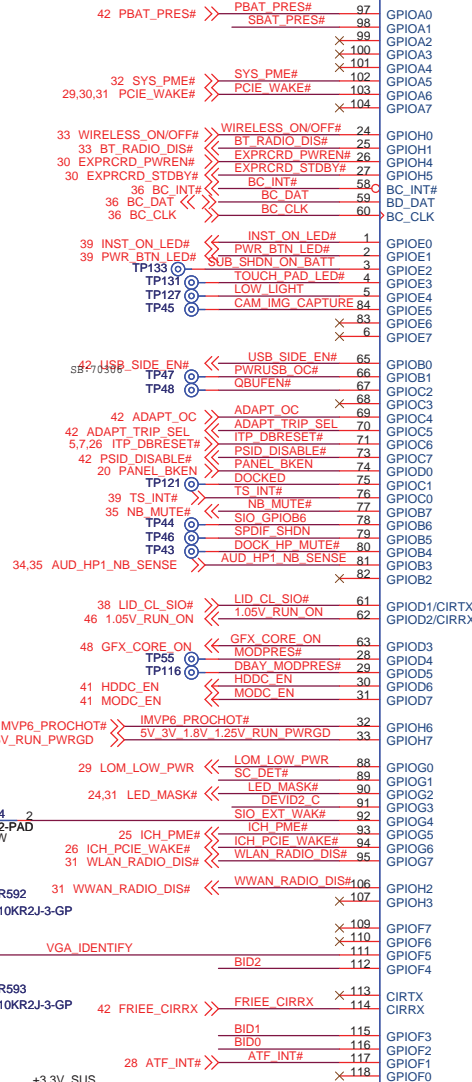 42 PBAT_PRES# PBAT_PRES# 97 GPIOA0
SBAT_PRES# 98 GPIOA1
99 GPIOA2
100 GPIOA3
101 GPIOA4
32 SYS_PME# SYS_PME# 102 GPIOA5
29,30,31 PCIE_WAKE# PCIE_WAKE# 103 GPIOA6
104 GPIOA7
33 WIRELESS_ON/OFF# WIRELESS_ON/OFF# 24 GPIOH0
33 BT_RADIO_DIS# BT_RADIO_DIS# 25 GPIOH1
30 EXPRCRD_PWREN# EXPRCRD_PWREN# 26 GPIOH4
30 EXPRCRD_STDBY# EXPRCRD_STDBY# 27 GPIOH5
36 BC_INT# BC_INT# 58 BC_INT#
36 BC_DAT BC_DAT 59 BD_DAT
36 BC_CLK BC_CLK 60 BC_CLK
39 INST_ON_LED# INST_ON_LED# 1 GPIOE0
39 PWR_BTN_LED# PWR_BTN_LED# 2 GPIOE1
TP133 SUB_SHDN_ON_BATT 3 GPIOE2
TP131 TOUCH_PAD_LED# 4 GPIOE3
TP127 LOW_LIGHT 5 GPIOE4
TP45 CAM_IMG_CAPTURE 84 GPIOE5
83 GPIOE6
6 GPIOE7
42 USB_SIDE_EN# USB_SIDE_EN# 65 GPIOB0
TP47 PWRUSB_OC# 66 GPIOB1
TP48 QBUFEN# 67 GPIOC2
68 GPIOC3
42 ADAPT_OC ADAPT_OC 69 GPIOC4
42 ADAPT_TRIP_SEL ADAPT_TRIP_SEL 70 GPIOC5
5,7,26 ITP_DBRESET# ITP_DBRESET# 71 GPIOC6
42 PSID_DISABLE# PSID_DISABLE# 73 GPIOC7
20 PANEL_BKEN PANEL_BKEN 74 GPIOD0
TP121 DOCKED 75 GPIOC1
39 TS_INT# TS_INT# 76 GPIOC0
35 NB_MUTE# NB_MUTE# 77 GPIOB7
TP44 SIO_GPIOB6 78 GPIOB6
TP46 SPDIF_SHDN 79 GPIOB5
TP43 DOCK_HP_MUTE# 80 GPIOB4
34,35 AUD_HP1_NB_SENSE AUD_HP1_NB_SENSE 81 GPIOB3
82 GPIOB2
38 LID_CL_SIO# LID_CL_SIO# 61 GPIOD1/CIRTX
46 1.05V_RUN_ON 1.05V_RUN_ON 62 GPIOD2/CIRRX
48 GFX_CORE_ON GFX_CORE_ON 63 GPIOD3
TP55 MODPRES# 28 GPIOD4
TP116 DBAY_MODPRES# 29 GPIOD5
41 HDDC_EN HDDC_EN 30 GPIOD6
41 MODC_EN MODC_EN 31 GPIOD7
IMVP6_PROCHOT# IMVP6_PROCHOT# 32 GPIOH6
V_RUN_PWRGD 5V_3V_1.8V_1.25V_RUN_PWRGD 33 GPIOH7
29 LOM_LOW_PWR LOM_LOW_PWR 88 GPIOG0
SC_DET# 89 GPIOG1
24,31 LED_MASK# LED_MASK# 90 GPIOG2
DEVID2_C 91 GPIOG3
4 2 SIO_EXT_WAK# 92 GPIOG4
2-PAD
25 ICH_PME# ICH_PME# 93 GPIOG5
26 ICH_PCIE_WAKE# ICH_PCIE_WAKE# 94 GPIOG6
31 WLAN_RADIO_DIS# WLAN_RADIO_DIS# 95 GPIOG7
31 WWAN_RADIO_DIS# WWAN_RADIO_DIS# 106 GPIOH2
R592
107 GPIOH3
10KR2J-3-GP
109 GPIOF7
110 GPIOF6
VGA_IDENTIFY 111 GPIOF5
BID2 112 GPIOF4
R593
113 CIRTX
10KR2J-3-GP
42 FRIEE_CIRRX FRIEE_CIRRX 114 CIRRX
BID1 115 GPIOF3
BID0 116 GPIOF2
28 ATF_INT# ATF_INT# 117 GPIOF1
+3.3V_SUS 118 GPIOF0